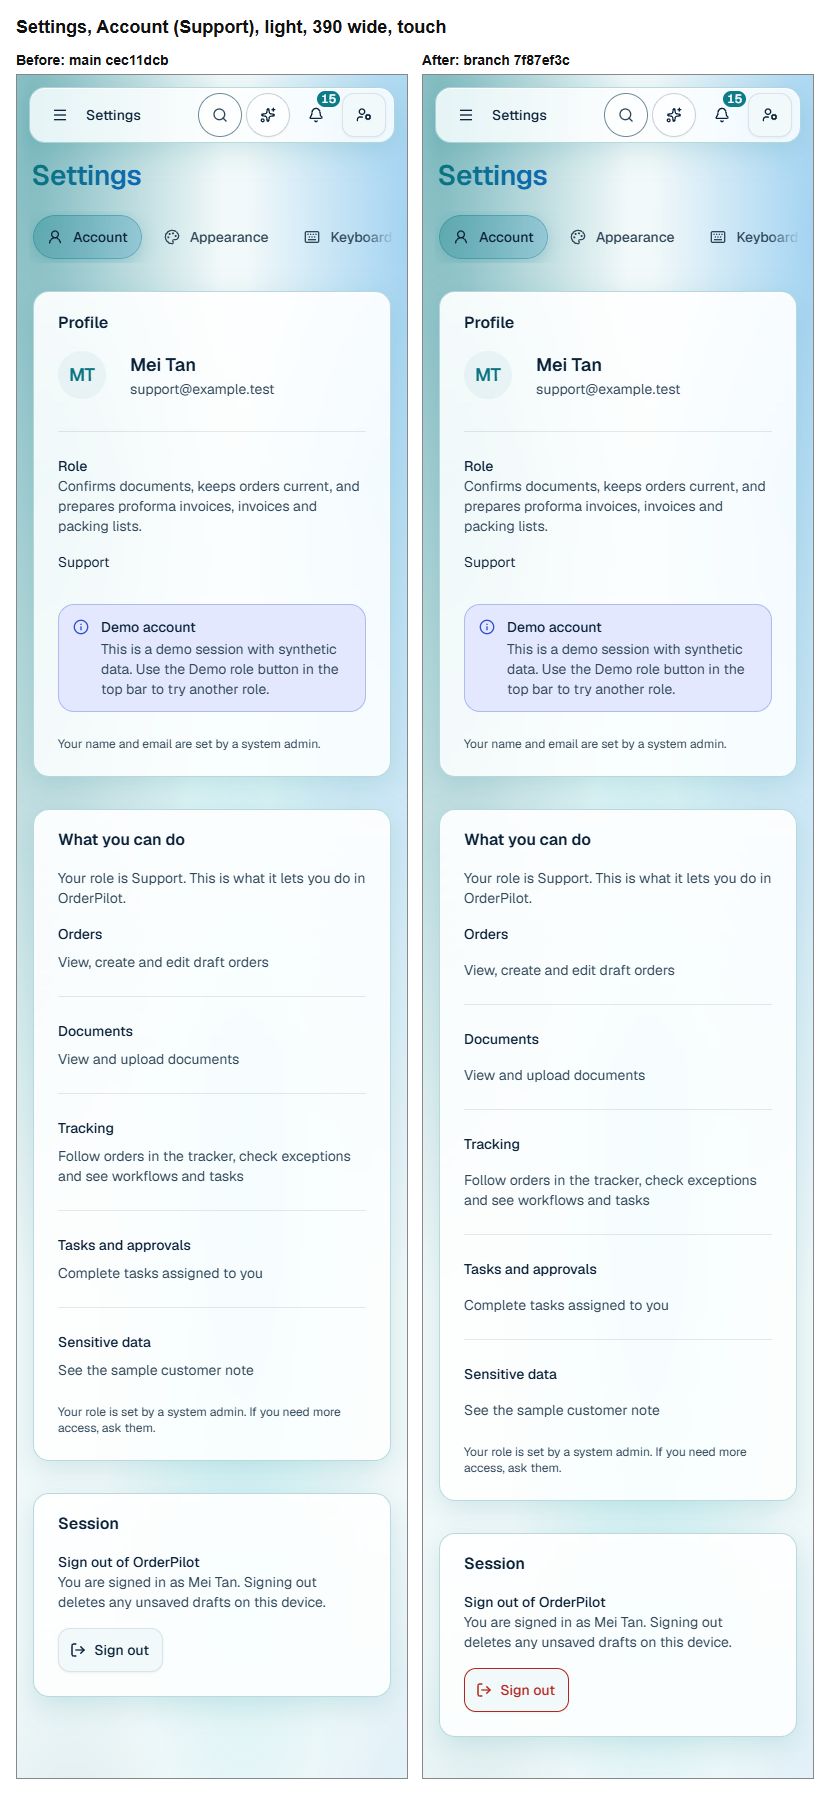 Settings, Account (Support), light, 390 wide, touch
Before: main cec11dcb
Settings
15
Settings
Account
Appearance
Keyboard
Profile
MT
Mei Tan
support@example.test
Role
Confirms documents, keeps orders current, and
prepares proforma invoices, invoices and
packing lists.
Support
Demo account
This is a demo session with synthetic
data. Use the Demo role button in the
top bar to try another role.
Your name and email are set by a system admin.
What you can do
Your role is Support. This is what it lets you do in
OrderPilot.
Orders
View, create and edit draft orders
Documents
View and upload documents
Tracking
Follow orders in the tracker, check exceptions
and see workflows and tasks
Tasks and approvals
Complete tasks assigned to you
Sensitive data
See the sample customer note
Your role is set by a system admin. If you need more
access, ask them.
Session
Sign out of OrderPilot
You are signed in as Mei Tan. Signing out
deletes any unsaved drafts on this device.
Sign out
After: branch 7f87ef3c
Settings
15
Settings
Account
Appearance
Keyboard
Profile
MT
Mei Tan
support@example.test
Role
Confirms documents, keeps orders current, and
prepares proforma invoices, invoices and
packing lists.
Support
Demo account
This is a demo session with synthetic
data. Use the Demo role button in the
top bar to try another role.
Your name and email are set by a system admin.
What you can do
Your role is Support. This is what it lets you do in
OrderPilot.
Orders
View, create and edit draft orders
Documents
View and upload documents
Tracking
Follow orders in the tracker, check exceptions
and see workflows and tasks
Tasks and approvals
Complete tasks assigned to you
Sensitive data
See the sample customer note
Your role is set by a system admin. If you need more
access, ask them.
Session
Sign out of OrderPilot
You are signed in as Mei Tan. Signing out
deletes any unsaved drafts on this device.
Sign out